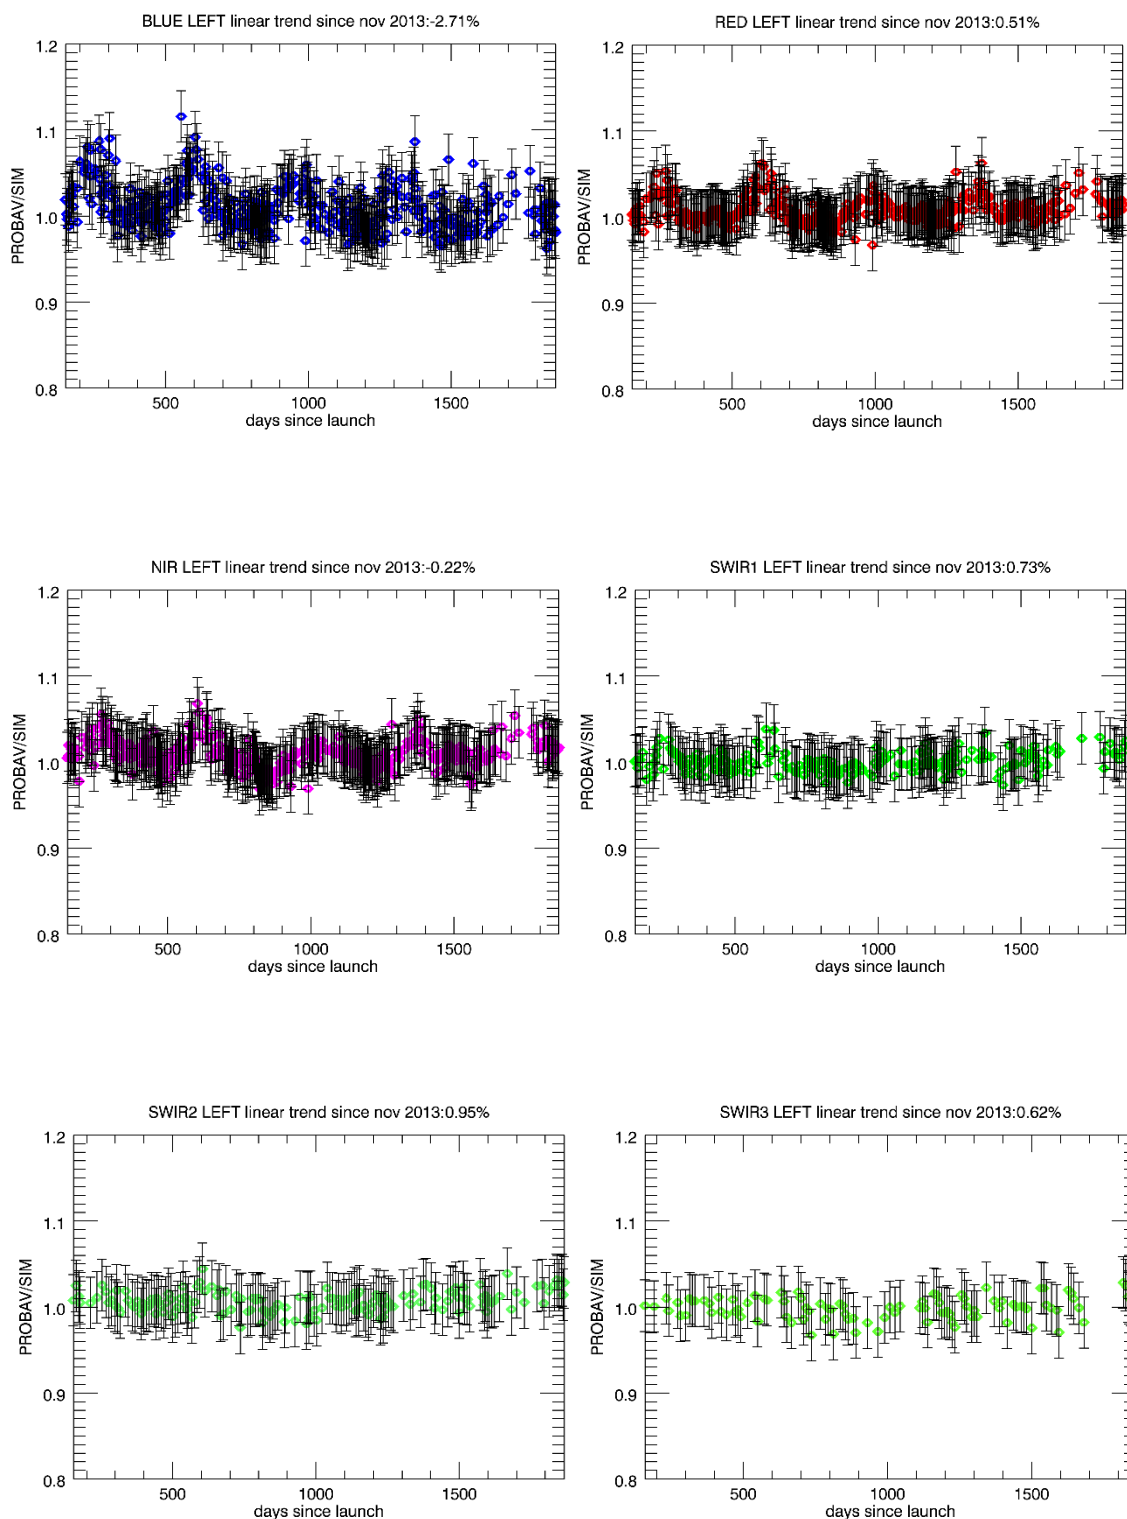 BLUE LEFT linear trend since nov 2013:-2.71%
1.2
1.1
1.0
0.9
0.8
PROBAV/SIM
500 1000 1500
days since launch
RED LEFT linear trend since nov 2013:0.51%
1.2
1.1
1.0
0.9
0.8
PROBAV/SIM
500 1000 1500
days since launch
NIR LEFT linear trend since nov 2013:-0.22%
1.2
1.1
1.0
0.9
0.8
PROBAV/SIM
500 1000 1500
days since launch
SWIR1 LEFT linear trend since nov 2013:0.73%
1.2
1.1
1.0
0.9
0.8
PROBAV/SIM
500 1000 1500
days since launch
SWIR2 LEFT linear trend since nov 2013:0.95%
1.2
1.1
1.0
0.9
0.8
PROBAV/SIM
500 1000 1500
days since launch
SWIR3 LEFT linear trend since nov 2013:0.62%
1.2
1.1
1.0
0.9
0.8
PROBAV/SIM
500 1000 1500
days since launch